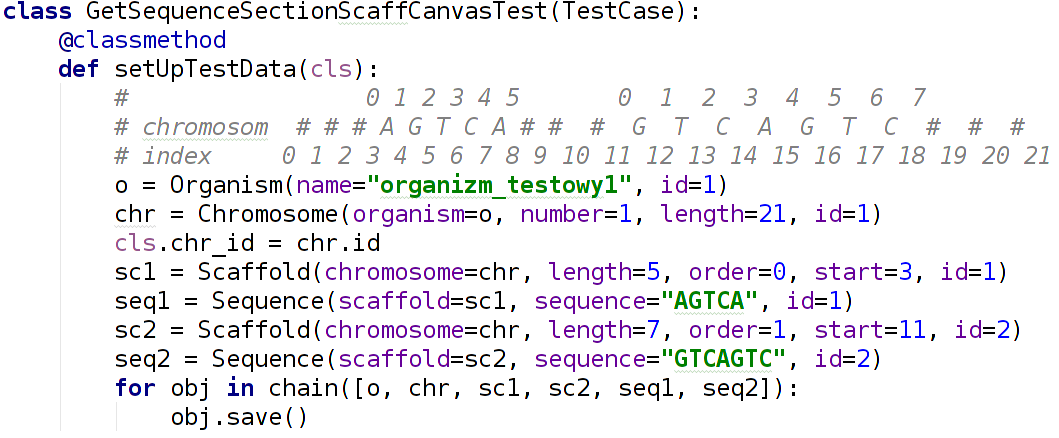 class GetSequenceSectionScaffCanvasTest(TestCase):
    @classmethod
    def setUpTestData(cls):
        #                 0 1 2 3 4 5       0  1  2  3  4  5  6  7
        # chromosom  # # # A G T C A # #  #  G  T  C  A  G  T  C  #  #  #
        # index     0 1 2 3 4 5 6 7 8 9 10 11 12 13 14 15 16 17 18 19 20 21
        o = Organism(name="organizm_testowy1", id=1)
        chr = Chromosome(organism=o, number=1, length=21, id=1)
        cls.chr_id = chr.id
        sc1 = Scaffold(chromosome=chr, length=5, order=0, start=3, id=1)
        seq1 = Sequence(scaffold=sc1, sequence="AGTCA", id=1)
        sc2 = Scaffold(chromosome=chr, length=7, order=1, start=11, id=2)
        seq2 = Sequence(scaffold=sc2, sequence="GTCAGTC", id=2)
        for obj in chain([o, chr, sc1, sc2, seq1, seq2]):
            obj.save()